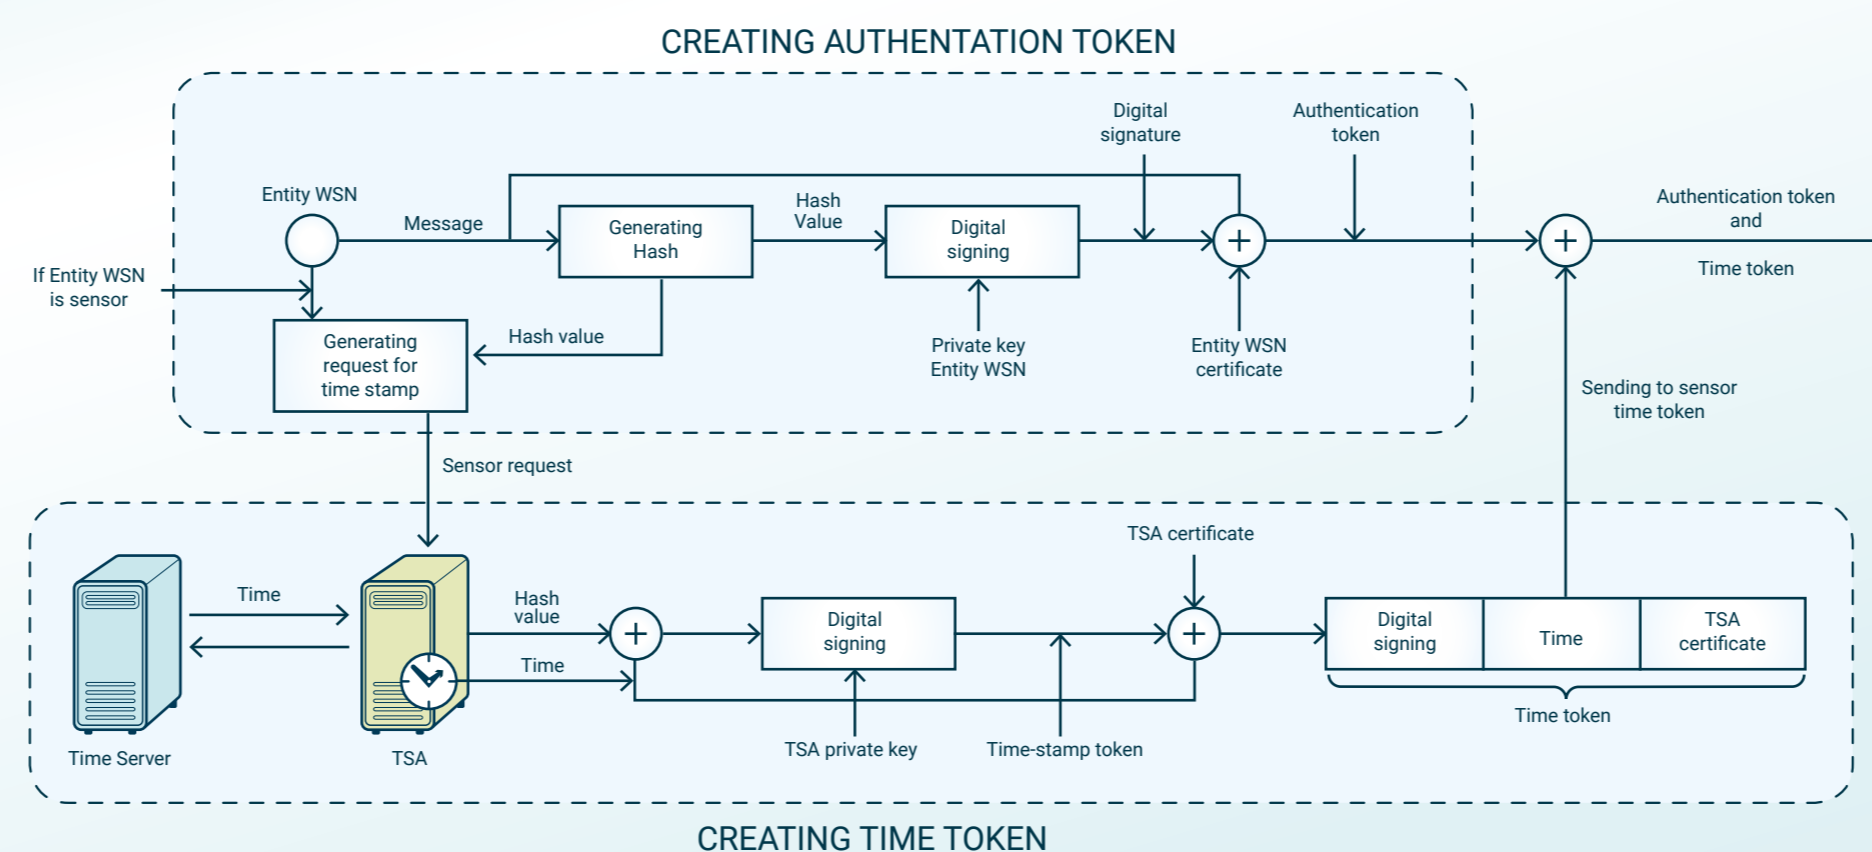 CREATING AUTHENTATION TOKEN
Digital
signature
Authentication
token
Entity WSN
Message
Generating
Hash
Hash
Value
Digital
signing
Authentication token
and
Time token
If Entity WSN
is sensor
Generating
request for
time stamp
Hash value
Private key
Entity WSN
Entity WSN
certificate
Sending to sensor
time token
Sensor request
TSA certificate
Time
Hash
value
Time
Digital
signing
Digital
signing
Time
TSA
certificate
Time token
Time Server
TSA
TSA private key
Time-stamp token
CREATING TIME TOKEN